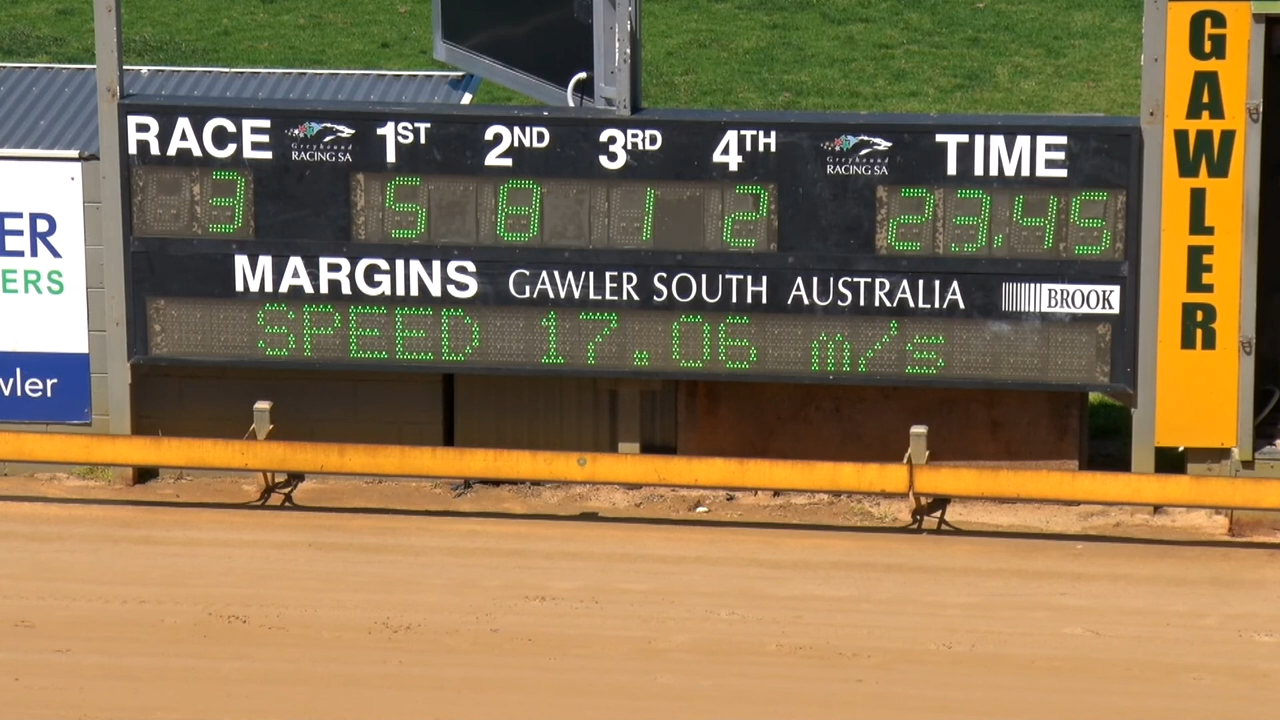 RACE Greyhound RACING SA 1ST 2ND 3RD 4TH Greyhound RACING SA TIME
3 5 8 1 2 23.45
MARGINS GAWLER SOUTH AUSTRALIA BROOK
SPEED 17.06 m/s
GAWLER
ER
ERS
wler